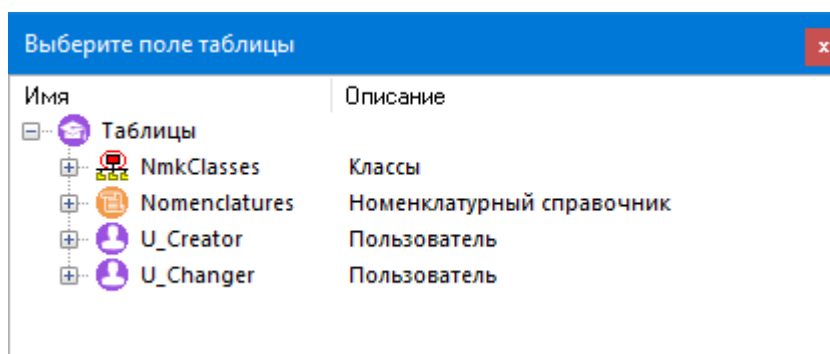 Выберите поле таблицы x
Имя Описание
Таблицы
NmkClasses Классы
Nomenclatures Номенклатурный справочник
U_Creator Пользователь
U_Changer Пользователь